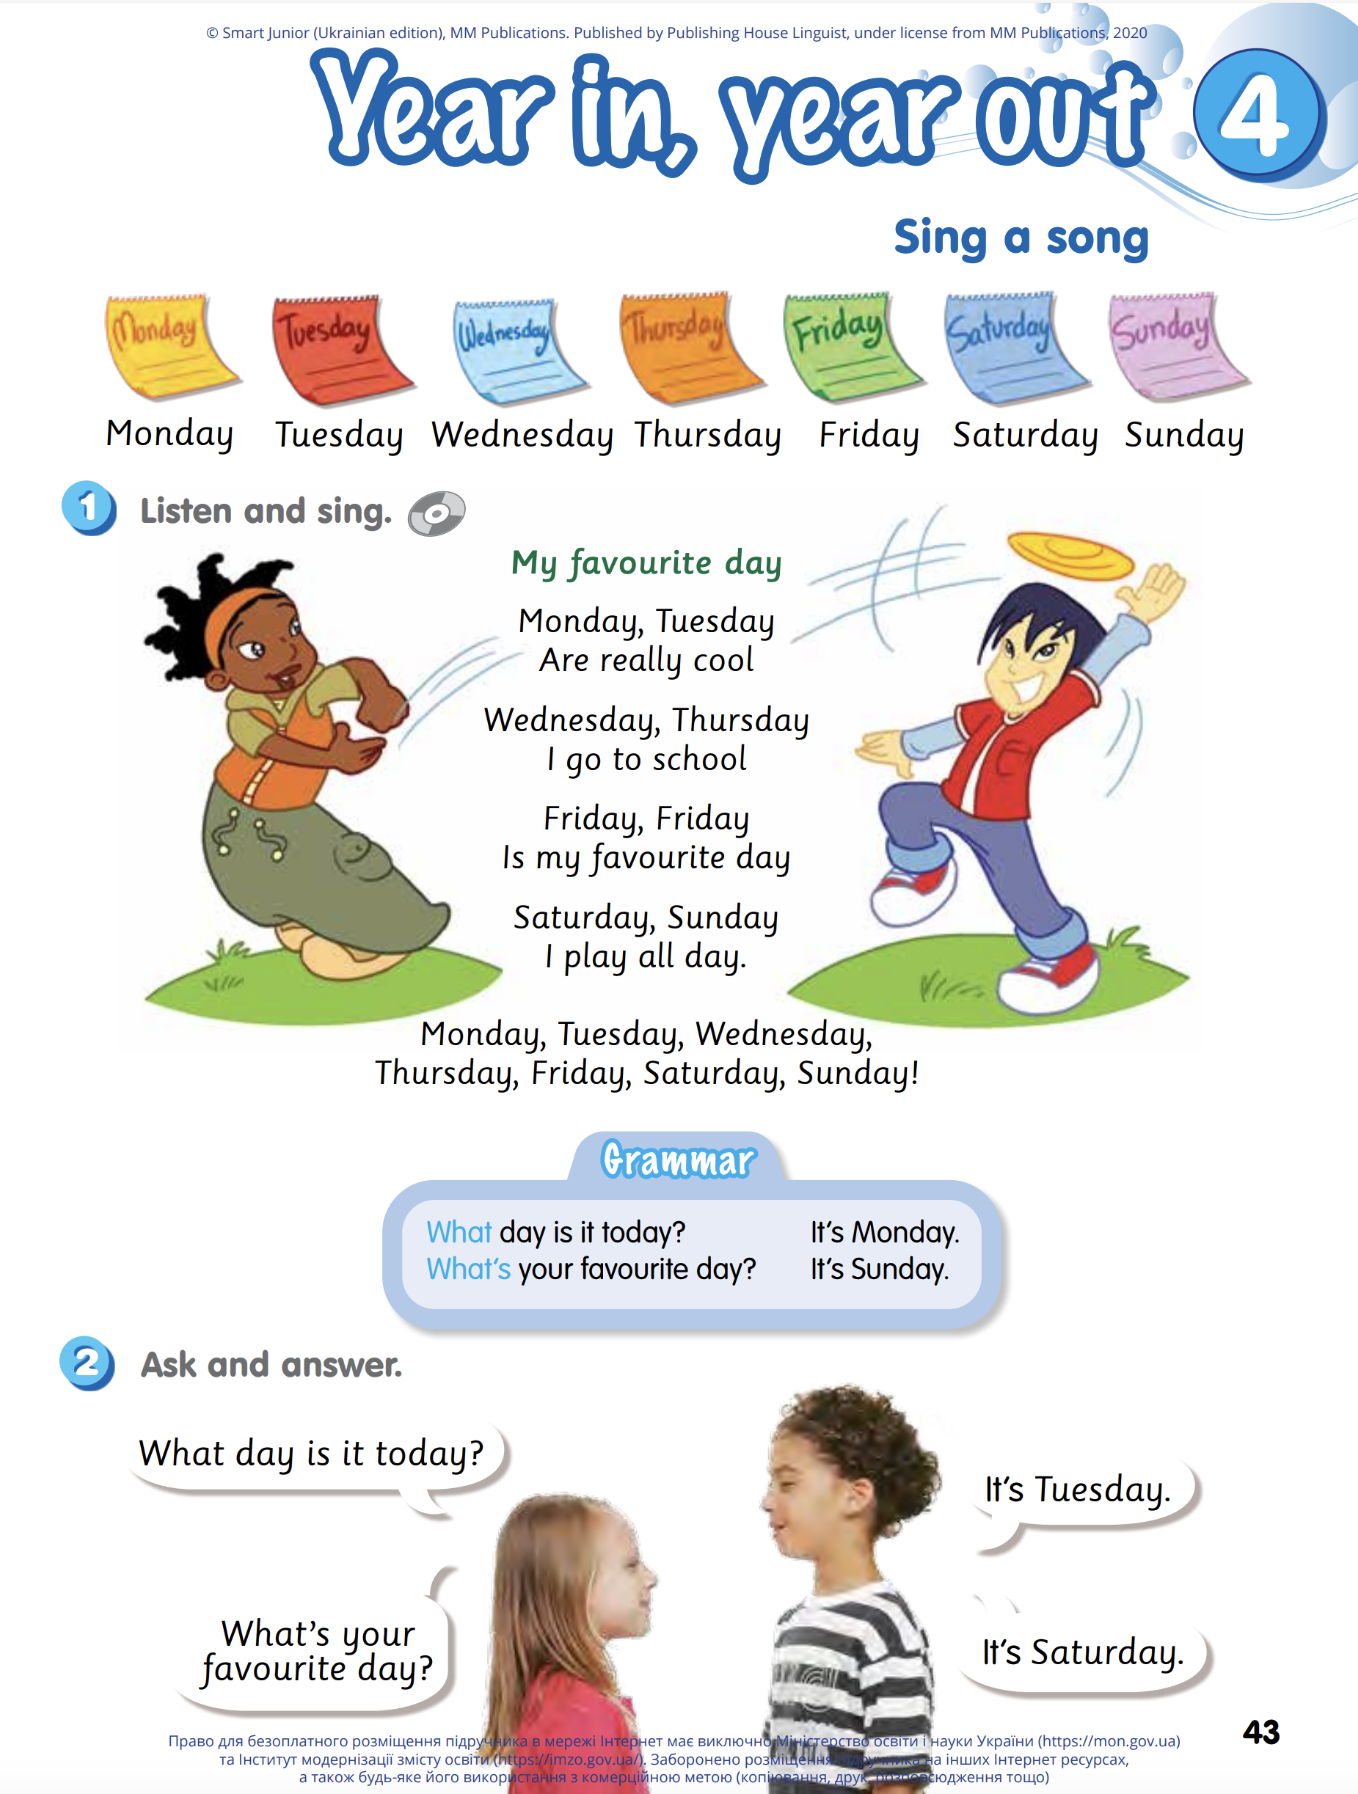 © Smart Junior (Ukrainian edition), MM Publications. Published by Publishing House Linguist, under license from MM Publications, 2020
Year in, year out 4
Sing a song
Monday Tuesday Wednesday Thursday Friday Saturday Sunday
Monday Tuesday Wednesday Thursday Friday Saturday Sunday
1 Listen and sing.
My favourite day
Monday, Tuesday
Are really cool
Wednesday, Thursday
I go to school
Friday, Friday
Is my favourite day
Saturday, Sunday
I play all day.
Monday, Tuesday, Wednesday,
Thursday, Friday, Saturday, Sunday!
Grammar
What day is it today? It's Monday.
What's your favourite day? It's Sunday.
2 Ask and answer.
What day is it today?
It's Tuesday.
What's your
favourite day?
It's Saturday.
43
Право для безоплатного розміщення підручника в мережі Інтернет має виключно Міністерство освіти і науки України (https://mon.gov.ua)
та Інститут модернізації змісту освіти (https://imzo.gov.ua/). Заборонено розміщення підручника на інших Інтернет ресурсах,
а також будь-яке його використання з комерційною метою (копіювання, друк, розповсюдження тощо)